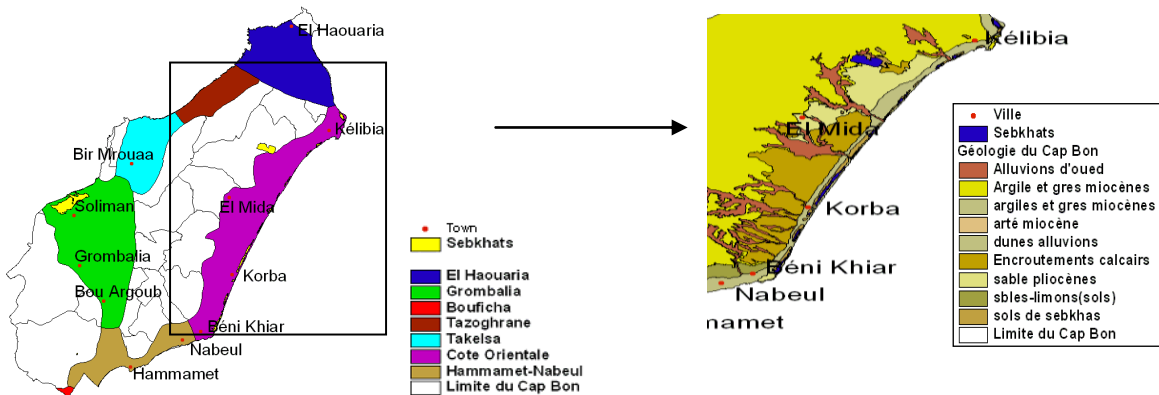 El Haouaria
Kélibia
Bir Mrouaa
Soliman
El Mida
Grombalia
Korba
Bou Argoub
Béni Khiar
Nabeul
Hammamet
Town
Sebkhats
El Haouaria
Grombalia
Bouficha
Tazoghrane
Takelsa
Cote Orientale
Hammamet-Nabeul
Limite du Cap Bon
Kélibia
El Mida
Korba
Béni Khiar
Nabeul
mamet
Ville
Sebkhats
Géologie du Cap Bon
Alluvions d'oued
Argile et gres miocènes
argiles et gres miocènes
arté miocène
dunes alluvions
Encroutements calcairs
sable pliocènes
sbles-limons(sols)
sols de sebkhas
Limite du Cap Bon